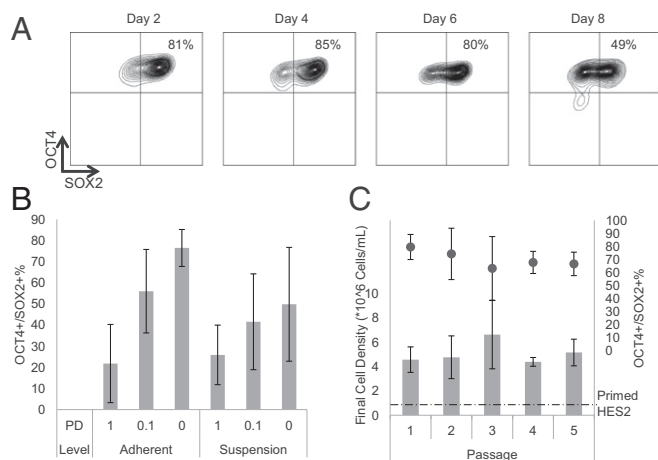 A
Day 2
Day 4
Day 6
Day 8
81%
85%
80%
49%
OCT4
SOX2
B
OCT4+/SOX2+%
90
80
70
60
50
40
30
20
10
0
PD
1
0.1
0
1
0.1
0
Level
Adherent
Suspension
C
Final Cell Density (*10^6 Cells/mL)
10
8
6
4
2
0
100
90
80
70
60
50
40
30
20
10
0
OCT4+/SOX2+%
Primed
HES2
1
2
3
4
5
Passage